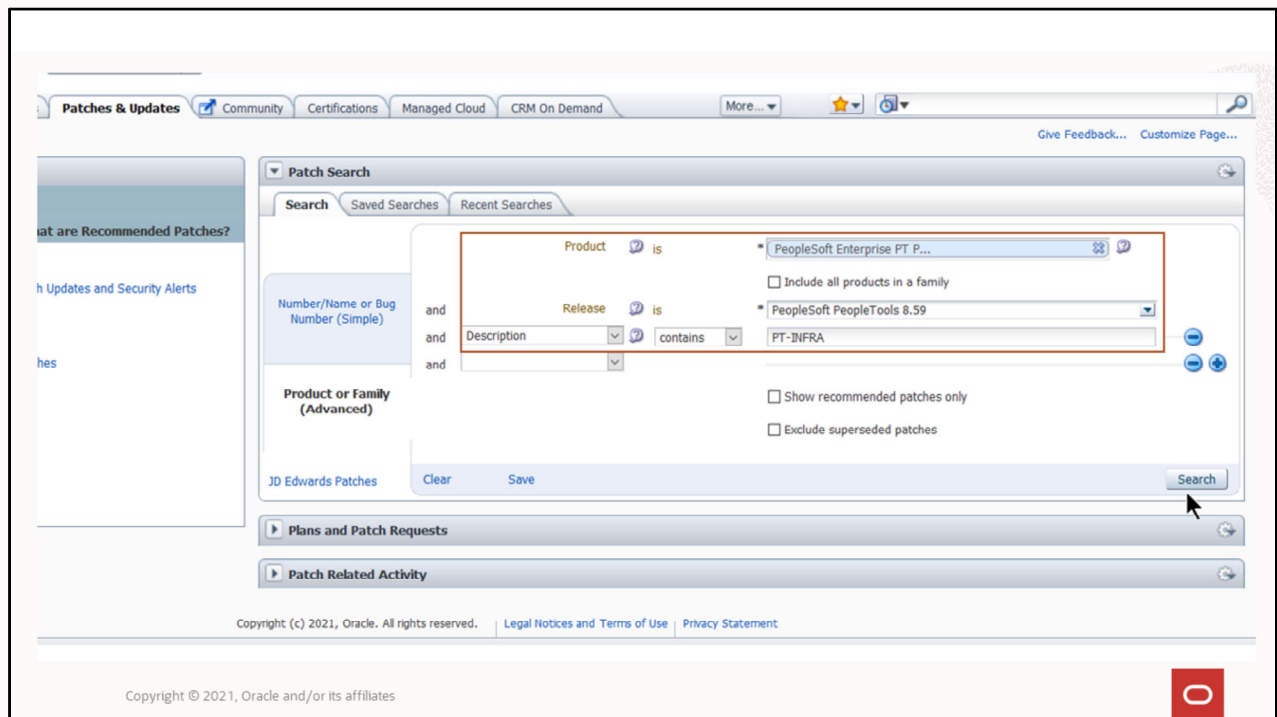 Patches & Updates Community Certifications Managed Cloud CRM On Demand More...
Give Feedback... Customize Page...
Patch Search
Search Saved Searches Recent Searches
at are Recommended Patches?
Product is * PeopleSoft Enterprise PT P...
Include all products in a family
h Updates and Security Alerts
Number/Name or Bug
Number (Simple)
and Release is * PeopleSoft PeopleTools 8.59
and Description contains PT-INFRA
hes
and
Product or Family
(Advanced)
Show recommended patches only
Exclude superseded patches
JD Edwards Patches Clear Save Search
Plans and Patch Requests
Patch Related Activity
Copyright (c) 2021, Oracle. All rights reserved. Legal Notices and Terms of Use Privacy Statement
Copyright © 2021, Oracle and/or its affiliates